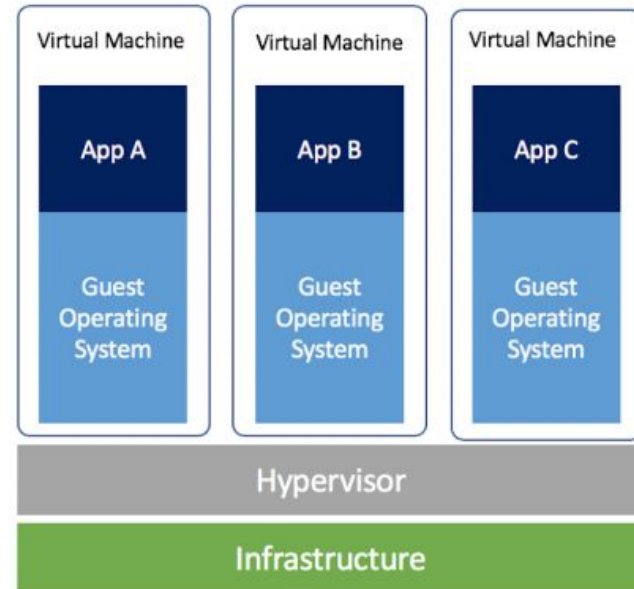 Virtual Machine
Virtual Machine
Virtual Machine
App A
App B
App C
Guest
Operating
System
Guest
Operating
System
Guest
Operating
System
Hypervisor
Infrastructure